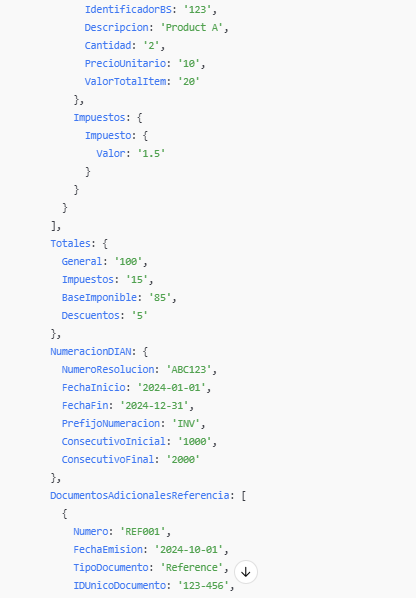 IdentificadorBS: '123',
Descripcion: 'Product A',
Cantidad: '2',
PrecioUnitario: '10',
ValorTotalItem: '20'
},
Impuestos: {
Impuesto: {
Valor: '1.5'
}
}
}
],
Totales: {
General: '100',
Impuestos: '15',
BaseImponible: '85',
Descuentos: '5'
},
NumeracionDIAN: {
NumeroResolucion: 'ABC123',
FechaInicio: '2024-01-01',
FechaFin: '2024-12-31',
PrefijoNumeracion: 'INV',
ConsecutivoInicial: '1000',
ConsecutivoFinal: '2000'
},
DocumentosAdicionalesReferencia: [
{
Numero: 'REF001',
FechaEmision: '2024-10-01',
TipoDocumento: 'Reference',
IDUnicoDocumento: '123-456',